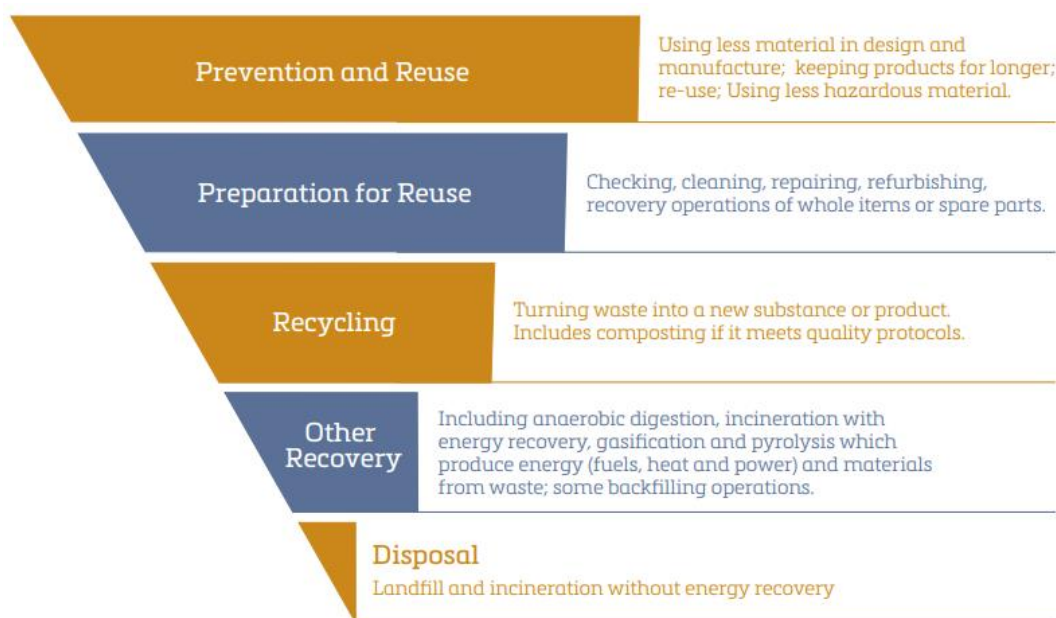 Prevention and Reuse
Using less material in design and
manufacture; keeping products for longer;
re-use; Using less hazardous material.
Preparation for Reuse
Checking, cleaning, repairing, refurbishing,
recovery operations of whole items or spare parts.
Recycling
Turning waste into a new substance or product.
Includes composting if it meets quality protocols.
Other
Recovery
Including anaerobic digestion, incineration with
energy recovery, gasification and pyrolysis which
produce energy (fuels, heat and power) and materials
from waste; some backfilling operations.
Disposal
Landfill and incineration without energy recovery